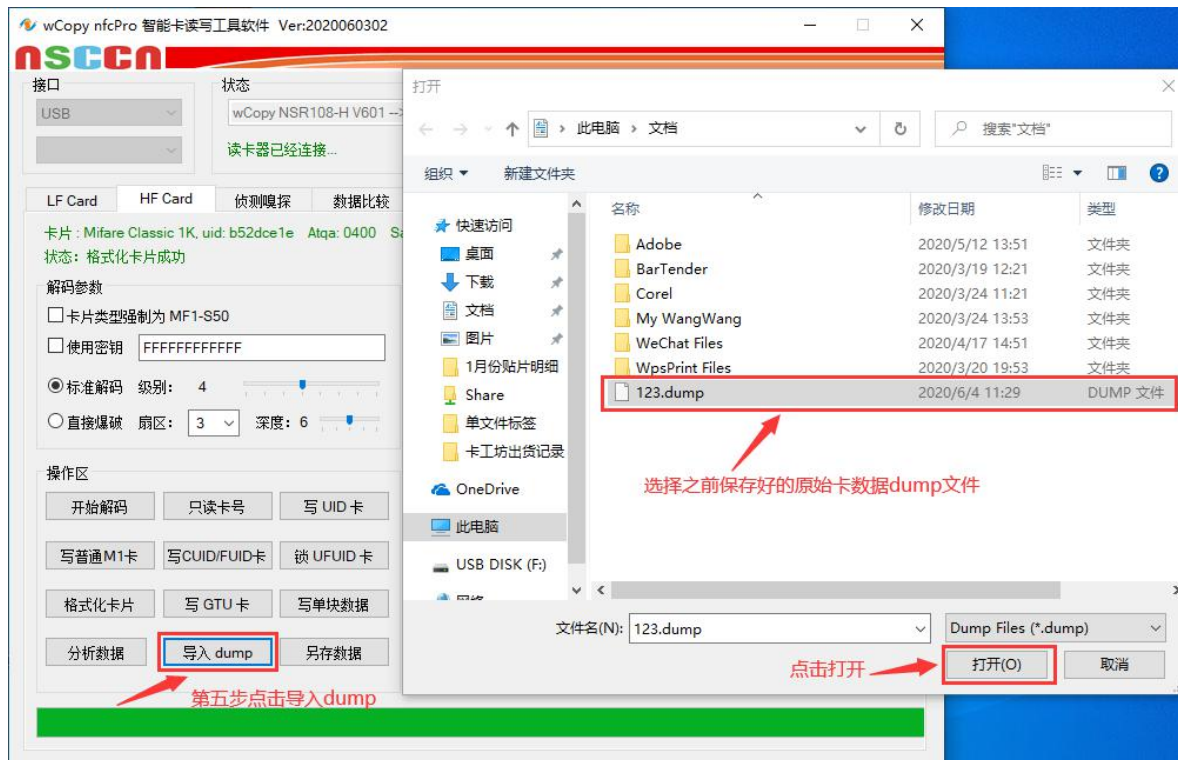 wCopy nfcPro 智能卡读写工具软件 Ver:2020060302
nsccn
接口
USB
状态
wCopy NSR108-H V601 -->
读卡器已经连接...
LF Card HF Card 侦测嗅探 数据比较
卡片 : Mifare Classic 1K, uid: b52dce1e Atqa: 0400 Sa
状态：格式化卡片成功
解码参数
卡片类型强制为 MF1-S50
使用密钥 FFFFFFFFFFFF
标准解码 级别： 4
直接爆破 扇区： 3 深度：6
操作区
开始解码 只读卡号 写 UID 卡
写普通M1卡 写CUID/FUID卡 锁 UFUID 卡
格式化卡片 写 GTU 卡 写单块数据
分析数据 导入 dump 另存数据
第五步点击导入dump
打开
此电脑 › 文档
搜索"文档"
组织 新建文件夹
快速访问
桌面
下载
文档
图片
1月份贴片明细
Share
单文件标签
卡工坊出货记录
OneDrive
此电脑
USB DISK (F:)
网络
名称 修改日期 类型
Adobe 2020/5/12 13:51 文件夹
BarTender 2020/3/19 12:21 文件夹
Corel 2020/3/24 11:21 文件夹
My WangWang 2020/3/24 13:53 文件夹
WeChat Files 2020/4/17 14:51 文件夹
WpsPrint Files 2020/3/20 19:53 文件夹
123.dump 2020/6/4 11:29 DUMP 文件
选择之前保存好的原始卡数据dump文件
文件名(N): 123.dump Dump Files (*.dump)
点击打开
打开(O) 取消